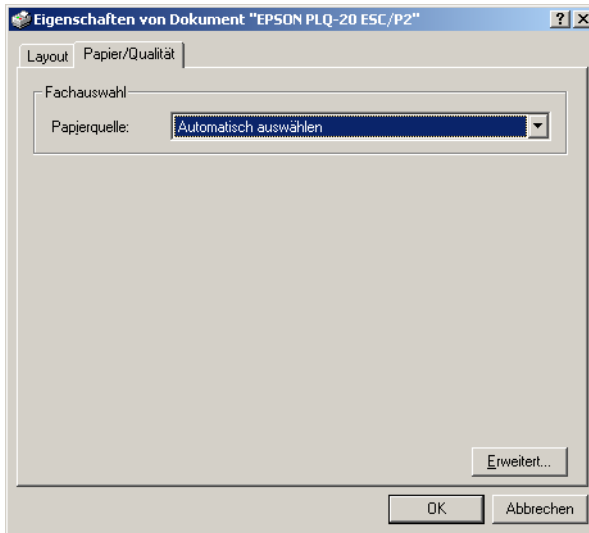 Eigenschaften von Dokument "EPSON PLQ-20 ESC/P2"
Layout Papier/Qualität
Fachauswahl
Papierquelle: Automatisch auswählen
Erweitert...
OK Abbrechen